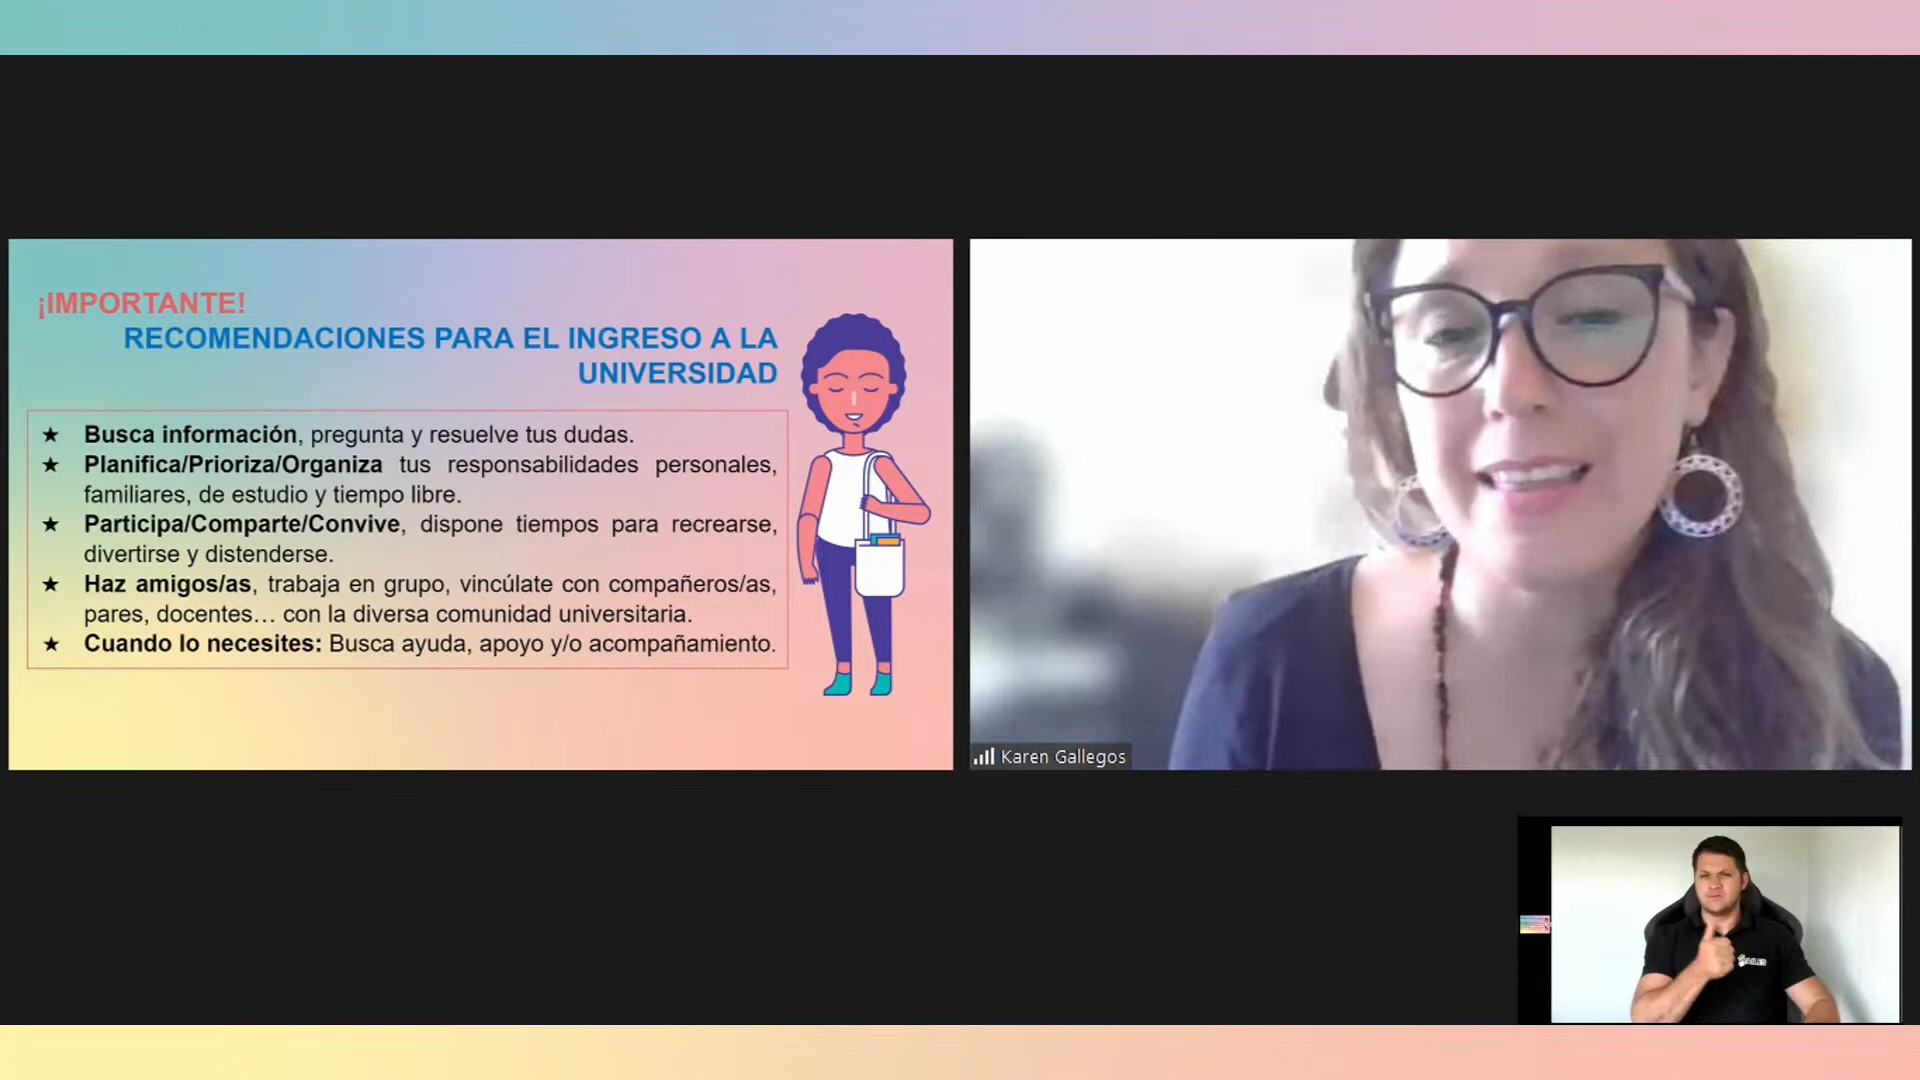 ¡IMPORTANTE!
RECOMENDACIONES PARA EL INGRESO A LA
UNIVERSIDAD
★ Busca información, pregunta y resuelve tus dudas.
★ Planifica/Prioriza/Organiza tus responsabilidades personales,
familiares, de estudio y tiempo libre.
★ Participa/Comparte/Convive, dispone tiempos para recrearse,
divertirse y distenderse.
★ Haz amigos/as, trabaja en grupo, vincúlate con compañeros/as,
pares, docentes… con la diversa comunidad universitaria.
★ Cuando lo necesites: Busca ayuda, apoyo y/o acompañamiento.
Karen Gallegos